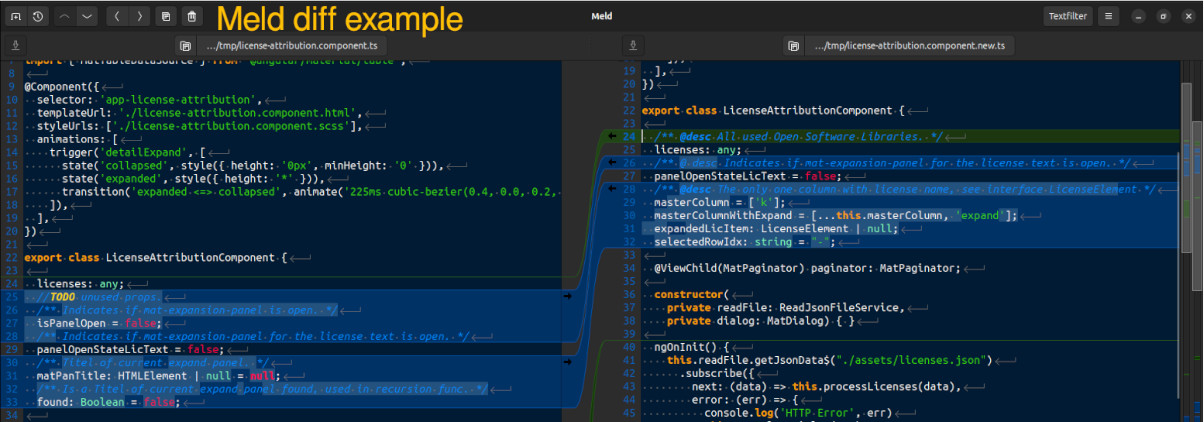 Meld diff example
Meld
Textfilter
.../tmp/license-attribution.component.ts
.../tmp/license-attribution.component.new.ts
7 import { MatTableDataSource } from '@angular/material/table';
8
9 @Component({
10 selector: 'app-license-attribution',
11 templateUrl: './license-attribution.component.html',
12 styleUrls: ['./license-attribution.component.scss'],
13 animations: [
14 trigger('detailExpand', [
15 state('collapsed', style({ height: '0px', minHeight: '0' })),
16 state('expanded', style({ height: '*' })),
17 transition('expanded <=> collapsed', animate('225ms cubic-bezier(0.4, 0.0, 0.2,
18 ]),
19 ],
20 })
21
22 export class LicenseAttributionComponent {
23
24 licenses: any;
25 //TODO unused props.
26 /** Indicates if mat-expansion-panel is open. */
27 isPanelOpen = false;
28 /** Indicates if mat-expansion-panel for the license text is open. */
29 panelOpenStateLicText = false;
30 /** Titel of current expand panel. */
31 matPanTitle: HTMLElement | null = null;
32 /** Is a Titel of current expand panel found, used in recursion func. */
33 found: Boolean = false;
34
]),
19 ],
20 })
21
22 export class LicenseAttributionComponent {
23
24 /** @desc All used Open Software Libraries. */
25 licenses: any;
26 /** @ desc Indicates if mat-expansion-panel for the license text is open. */
27 panelOpenStateLicText = false;
28 /** @desc The only one column with license name, see interface LicenseElement */
29 masterColumn = ['k'];
30 masterColumnWithExpand = [...this.masterColumn, 'expand'];
31 expandedLicItem: LicenseElement | null;
32 selectedRowIdx: string = "-";
33
34 @ViewChild(MatPaginator) paginator: MatPaginator;
35
36 constructor(
37 private readFile: ReadJsonFileService,
38 private dialog: MatDialog) { }
39
40 ngOnInit() {
41 this.readFile.getJsonData$("./assets/licenses.json")
42 .subscribe({
43 next: (data) => this.processLicenses(data),
44 error: (err) => {
45 console.log('HTTP Error', err)